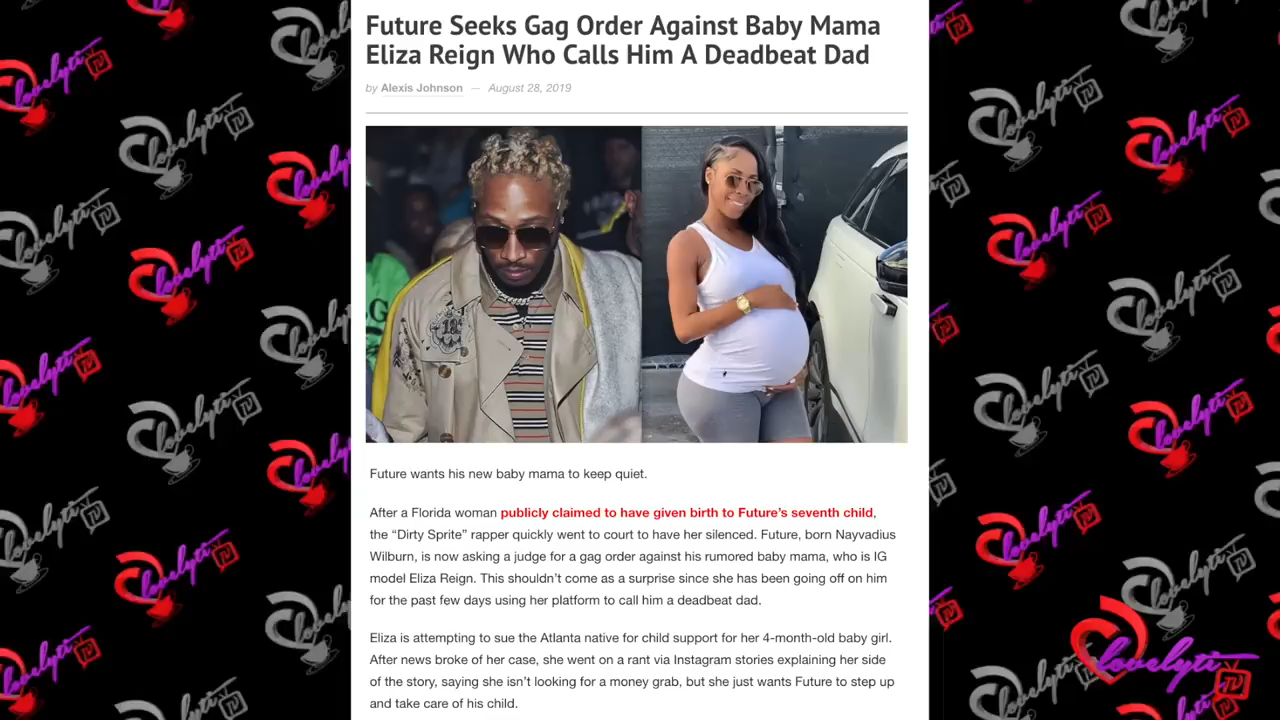 Future Seeks Gag Order Against Baby Mama
Eliza Reign Who Calls Him A Deadbeat Dad
by Alexis Johnson — August 28, 2019
Future wants his new baby mama to keep quiet.
After a Florida woman publicly claimed to have given birth to Future’s seventh child,
the “Dirty Sprite” rapper quickly went to court to have her silenced. Future, born Nayvadius
Wilburn, is now asking a judge for a gag order against his rumored baby mama, who is IG
model Eliza Reign. This shouldn’t come as a surprise since she has been going off on him
for the past few days using her platform to call him a deadbeat dad.
Eliza is attempting to sue the Atlanta native for child support for her 4-month-old baby girl.
After news broke of her case, she went on a rant via Instagram stories explaining her side
of the story, saying she isn’t looking for a money grab, but she just wants Future to step up
and take care of his child.
Lovelyti TV